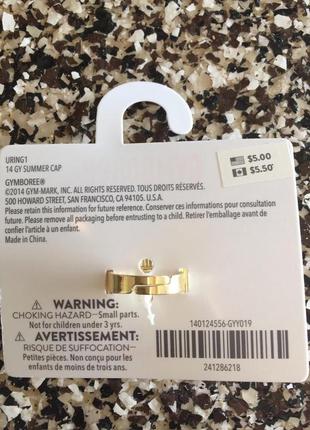 URING1
14 GY SUMMER CAP
$5.00
$5.50*
GYMBOREE®
©2014 GYM-MARK, INC. ALL RIGHTS RESERVED. TOUS DROITS RÉSERVÉS.
500 HOWARD STREET, SAN FRANCISCO, CA 94105. U.S.A.
Please retain this information for future reference. Conserver ces informations pour consultation
future. Please remove all packaging before entrusting to a child. Retirer l'emballage avant de
confier l'article à un enfant.
Made in China.
WARNING:
CHOKING HAZARD—Small parts.
Not for children under 3 yrs.
AVERTISSEMENT:
RISQUE DE SUFFOCATION—
Petites pièces. Non conçu pour les
enfants de moins de trois ans.
140124556-GYY019
241286218